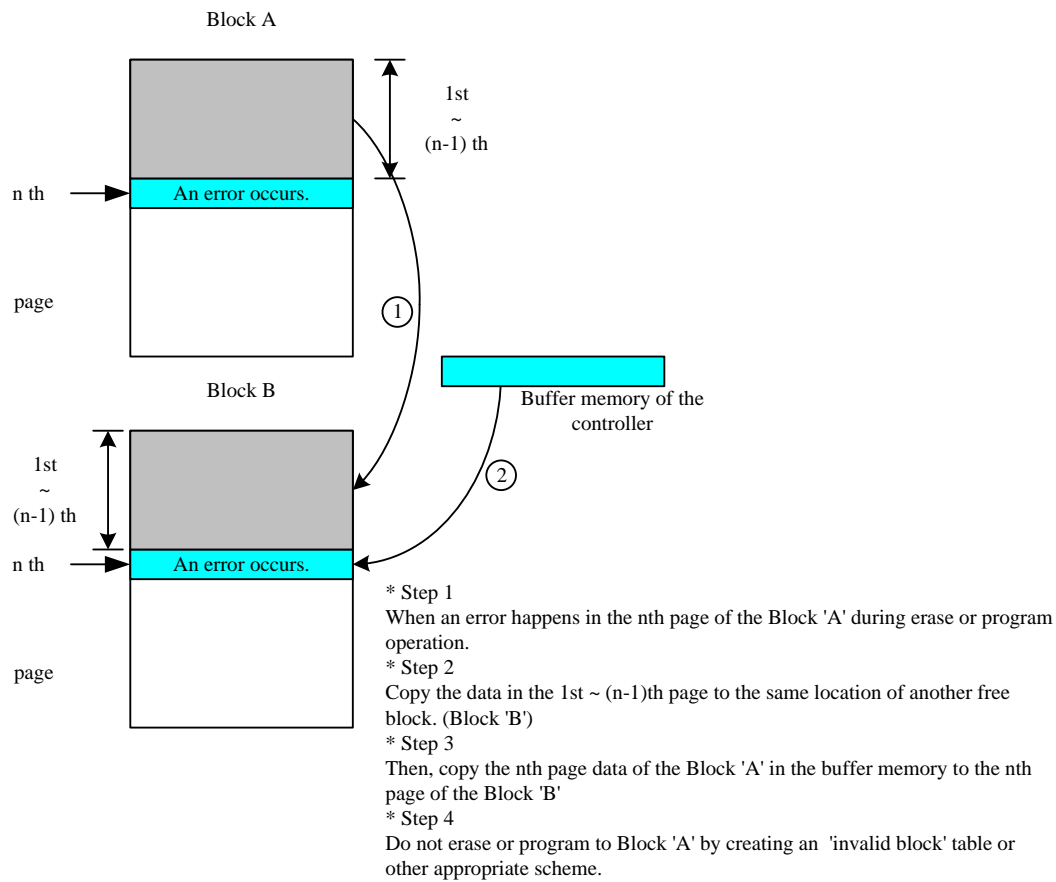 Block A
1st
~
(n-1) th
n th
An error occurs.
page
1
Block B
Buffer memory of the
controller
1st
~
(n-1) th
2
n th
An error occurs.
page
* Step 1
When an error happens in the nth page of the Block 'A' during erase or program
operation.
* Step 2
Copy the data in the 1st ~ (n-1)th page to the same location of another free
block. (Block 'B')
* Step 3
Then, copy the nth page data of the Block 'A' in the buffer memory to the nth
page of the Block 'B'
* Step 4
Do not erase or program to Block 'A' by creating an 'invalid block' table or
other appropriate scheme.